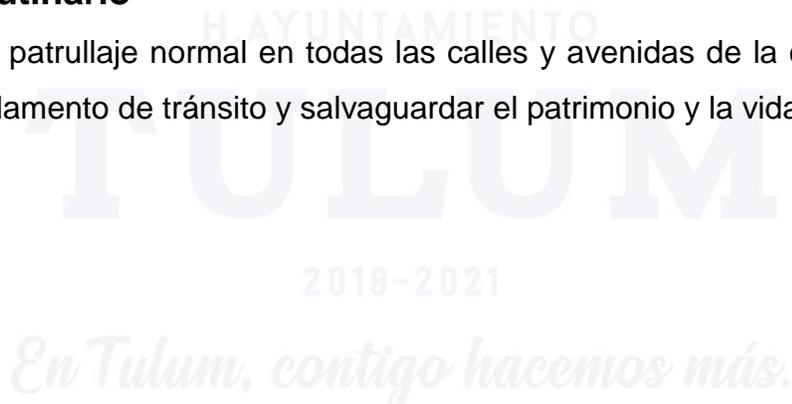 H.AYUNTAMIENTO
patrullaje normal en todas las calles y avenidas de la
lamento de tránsito y salvaguardar el patrimonio y la vida
TULUM
2018-2021
En Tulum, contigo hacemos más.